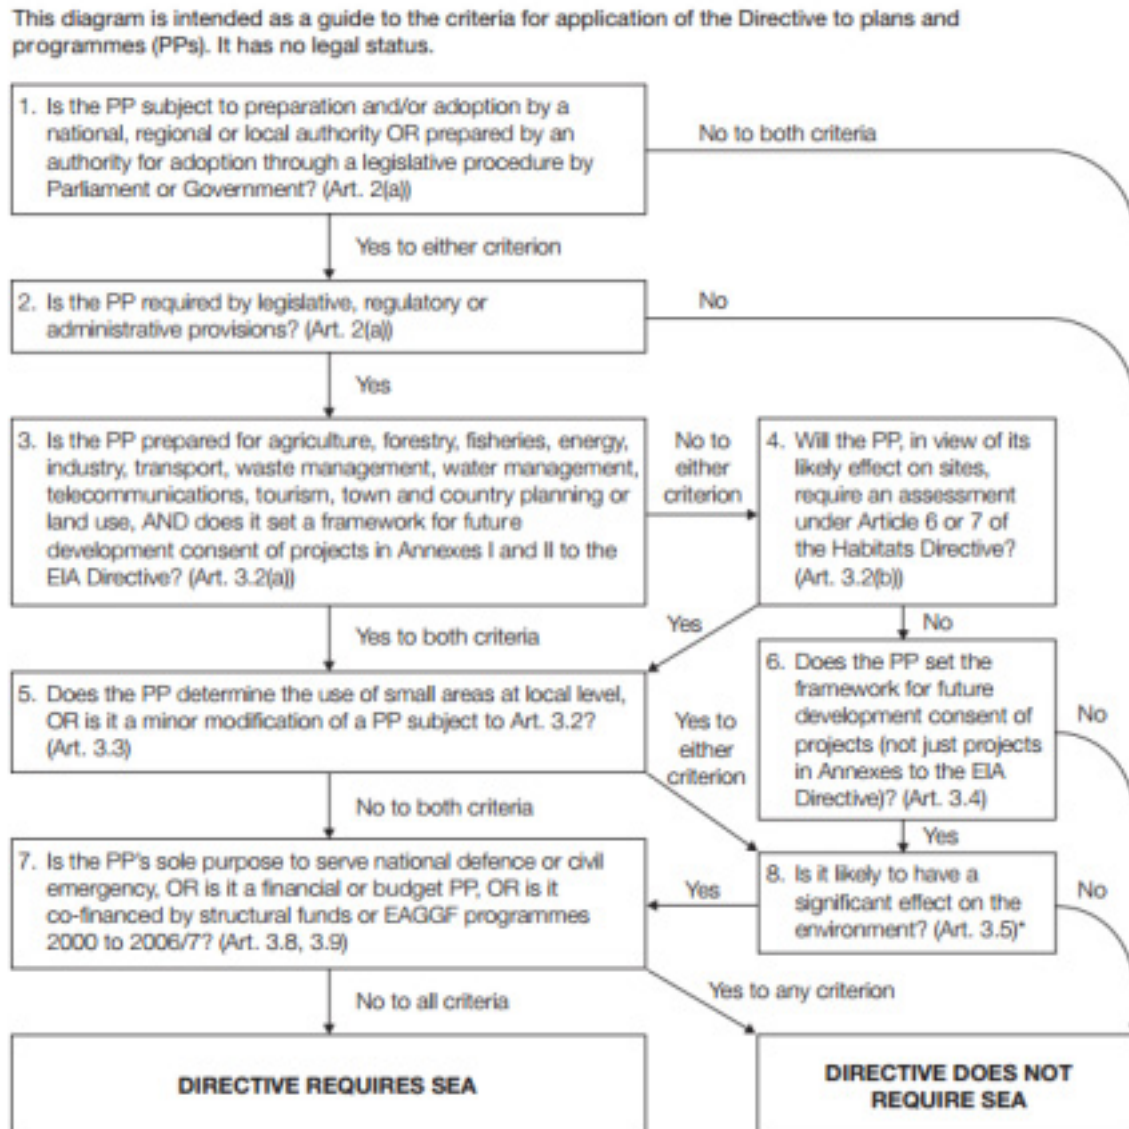 This diagram is intended as a guide to the criteria for application of the Directive to plans and
programmes (PPs). It has no legal status.
1. Is the PP subject to preparation and/or adoption by a
national, regional or local authority OR prepared by an
authority for adoption through a legislative procedure by
Parliament or Government? (Art. 2(a))
No to both criteria
Yes to either criterion
2. Is the PP required by legislative, regulatory or
administrative provisions? (Art. 2(a))
No
Yes
3. Is the PP prepared for agriculture, forestry, fisheries, energy,
industry, transport, waste management, water management,
telecommunications, tourism, town and country planning or
land use, AND does it set a framework for future
development consent of projects in Annexes I and II to the
EIA Directive? (Art. 3.2(a))
No to
either
criterion
4. Will the PP, in view of its
likely effect on sites,
require an assessment
under Article 6 or 7 of
the Habitats Directive?
(Art. 3.2(b))
Yes to both criteria
Yes
No
5. Does the PP determine the use of small areas at local level,
OR is it a minor modification of a PP subject to Art. 3.2?
(Art. 3.3)
Yes to
either
criterion
6. Does the PP set the
framework for future
development consent of
projects (not just projects
in Annexes to the EIA
Directive)? (Art. 3.4)
No
No to both criteria
Yes
7. Is the PP's sole purpose to serve national defence or civil
emergency, OR is it a financial or budget PP, OR is it
co-financed by structural funds or EAGGF programmes
2000 to 2006/7? (Art. 3.8, 3.9)
Yes
8. Is it likely to have a
significant effect on the
environment? (Art. 3.5)*
No
No to all criteria
Yes to any criterion
DIRECTIVE REQUIRES SEA
DIRECTIVE DOES NOT
REQUIRE SEA